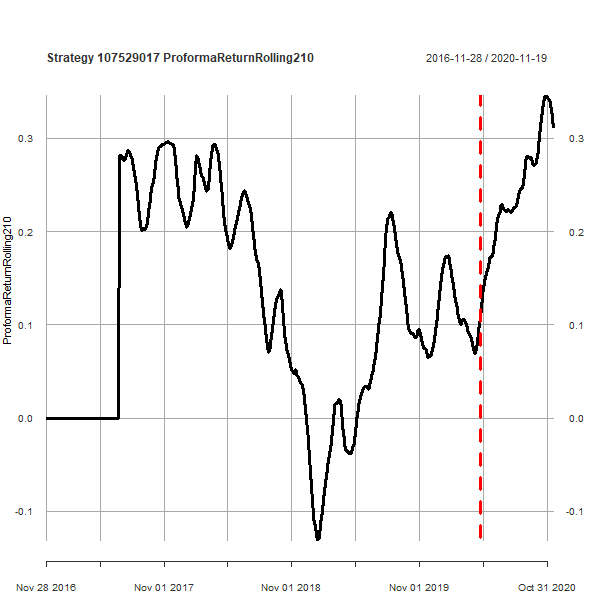 Strategy 107529017 ProformaReturnRolling210
2016-11-28 / 2020-11-19
ProformaReturnRolling210
0.3 0.3
0.2 0.2
0.1 0.1
0.0 0.0
-0.1 -0.1
Nov 28 2016 Nov 01 2017 Nov 01 2018 Nov 01 2019 Oct 31 2020